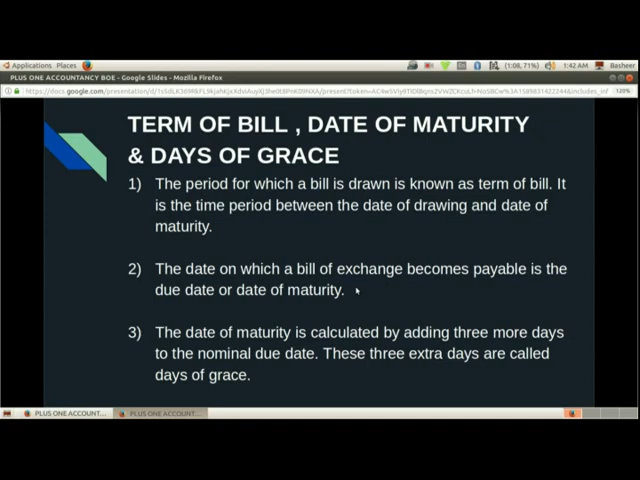 Applications Places (1:08, 71%) 1:42 AM Basheer
PLUS ONE ACCOUNTANCY BOE - Google Slides - Mozilla Firefox
120%
TERM OF BILL , DATE OF MATURITY
& DAYS OF GRACE
1) The period for which a bill is drawn is known as term of bill. It
is the time period between the date of drawing and date of
maturity.
2) The date on which a bill of exchange becomes payable is the
due date or date of maturity.
3) The date of maturity is calculated by adding three more days
to the nominal due date. These three extra days are called
days of grace.
PLUS ONE ACCOUNT... PLUS ONE ACCOUNT...